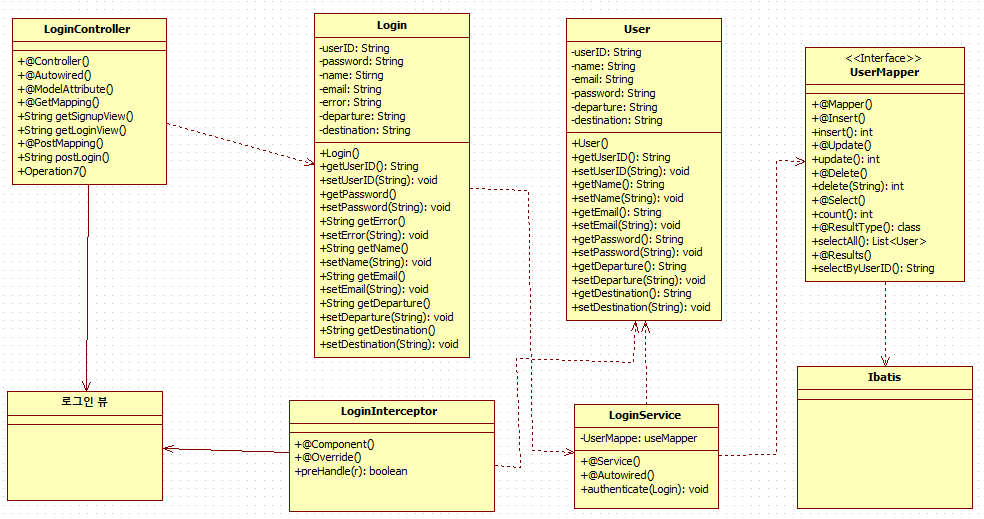 LoginController
+@Controller()
+@Autowired()
+@ModelAttribute()
+@GetMapping()
+String getSignupView()
+String getLoginView()
+@PostMapping()
+String postLogin()
+Operation7()
Login
-userID: String
-password: String
-name: String
-email: String
-error: String
-departure: String
-destination: String
+Login()
+getUserID(): String
+setUserID(String): void
+getPassword()
+setPassword(String): void
+String getError()
+setError(String): void
+String getName()
+setName(String): void
+String getEmail()
+setEmail(String): void
+String getDeparture()
+setDeparture(String): void
+String getDestination()
+setDestination(String): void
User
-userID: String
-name: String
-email: String
-password: String
-departure: String
-destination: String
+User()
+getUserID(): String
+setUserID(String): void
+getName(): String
+setName(String): void
+getEmail(): String
+setEmail(String): void
+getPassword(): String
+setPassword(String): void
+getDeparture(): String
+setDeparture(String): void
+getDestination(): String
+setDestination(String): void
<<Interface>>
UserMapper
+@Mapper()
+@Insert()
+insert(): int
+@Update()
+update(): int
+@Delete()
+delete(String): int
+@Select()
+count(): int
+@ResultType(): class
+selectAll(): List<User>
+@Results()
+selectByUserID(): String
로그인 뷰
LoginInterceptor
+@Component()
+@Override()
+preHandle(r): boolean
LoginService
-UserMappe: useMapper
+@Service()
+@Autowired()
+authenticate(Login): void
Ibatis